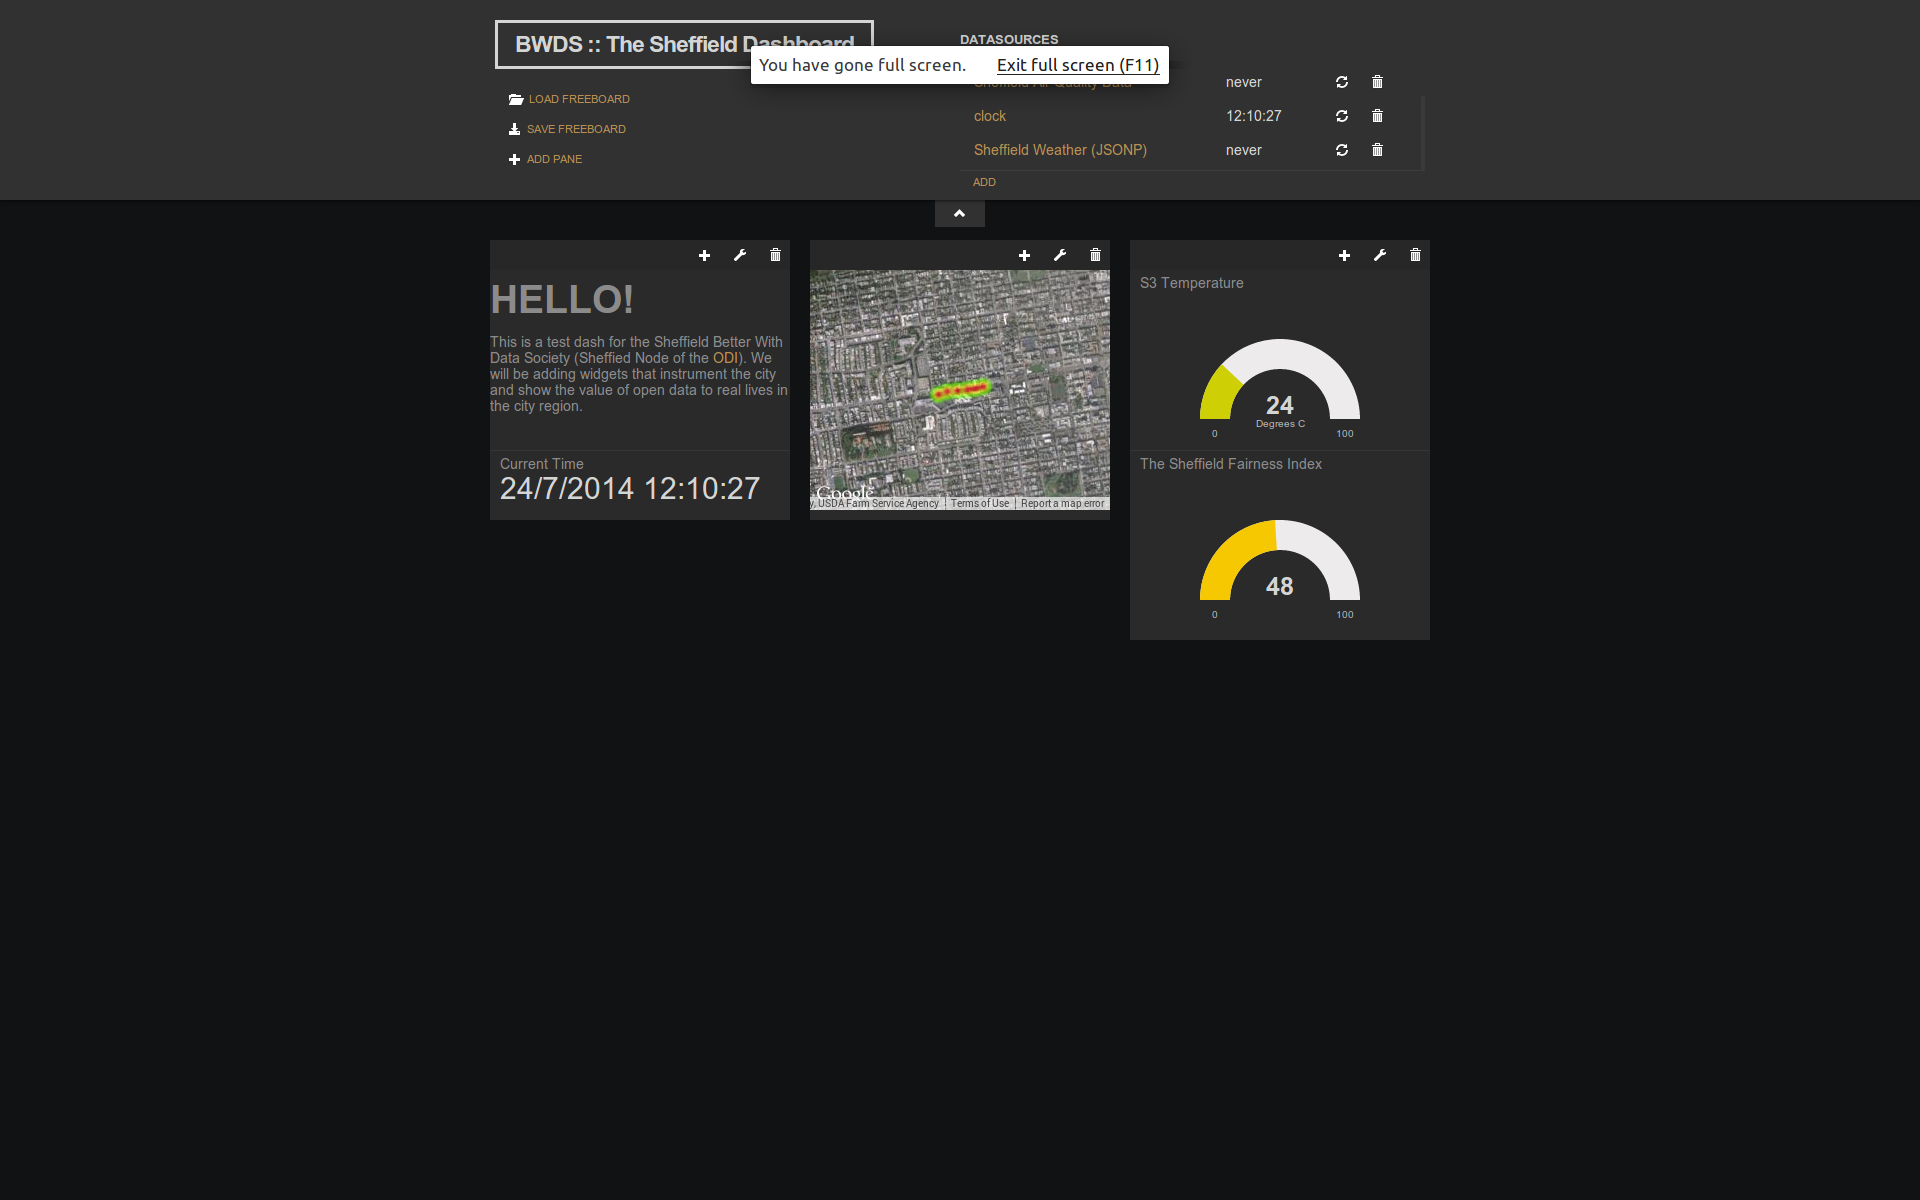 BWDS :: The Sheffield Dashboard
DATASOURCES
You have gone full screen. Exit full screen (F11)
Sheffield Air Quality Data never
LOAD FREEBOARD
clock 12:10:27
SAVE FREEBOARD
Sheffield Weather (JSONP) never
ADD PANE
ADD
HELLO!
This is a test dash for the Sheffield Better With
Data Society (Sheffied Node of the ODI). We
will be adding widgets that instrument the city
and show the value of open data to real lives in
the city region.
Current Time
24/7/2014 12:10:27
Google
, USDA Farm Service Agency Terms of Use Report a map error
S3 Temperature
24
Degrees C
0 100
The Sheffield Fairness Index
48
0 100